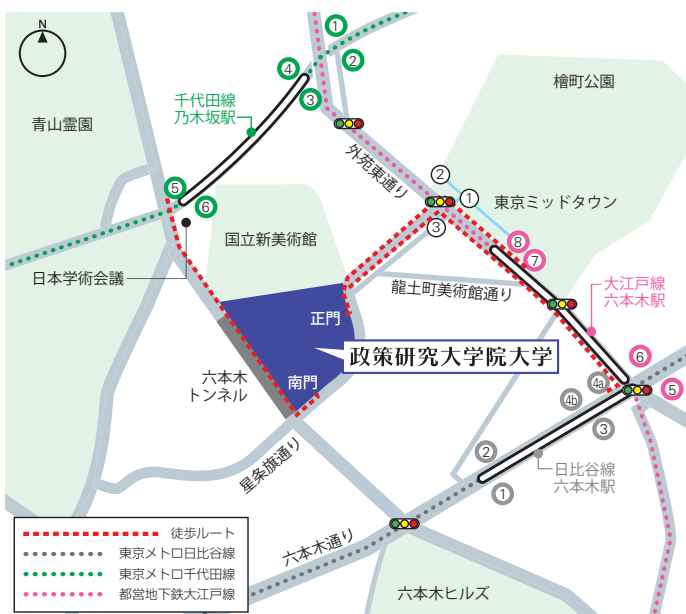 N
①
②
④
③
千代田線
乃木坂駅
青山霊園
檜町公園
外苑東通り
②
①
東京ミッドタウン
⑤
⑥
③
国立新美術館
⑧
⑦
日本学術会議
龍土町美術館通り
大江戸線
六本木駅
正門
政策研究大学院大学
六本木
トンネル
南門
⑥
⑤
4a
4b
③
②
①
星条旗通り
日比谷線
六本木駅
六本木通り
六本木ヒルズ
徒歩ルート
東京メトロ日比谷線
東京メトロ千代田線
都営地下鉄大江戸線